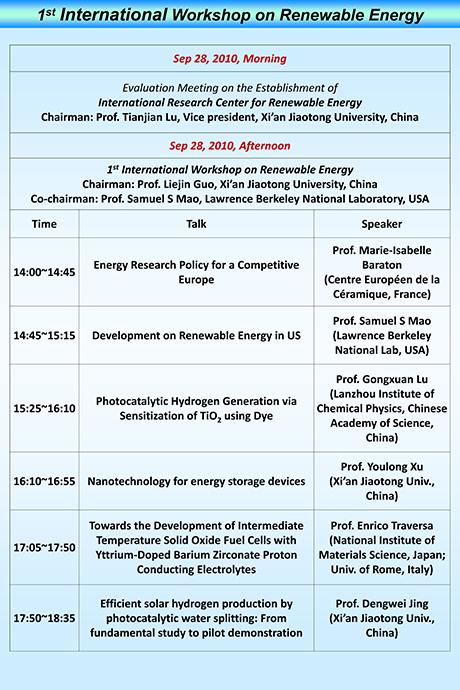 1st International Workshop on Renewable Energy
Sep 28, 2010, Morning
Evaluation Meeting on the Establishment of
International Research Center for Renewable Energy
Chairman: Prof. Tianjian Lu, Vice president, Xi'an Jiaotong University, China
Sep 28, 2010, Afternoon
1st International Workshop on Renewable Energy
Chairman: Prof. Liejin Guo, Xi'an Jiaotong University, China
Co-chairman: Prof. Samuel S Mao, Lawrence Berkeley National Laboratory, USA
Time Talk Speaker
14:00~14:45
Energy Research Policy for a Competitive
Europe
Prof. Marie-Isabelle
Baraton
(Centre Européen de la
Céramique, France)
14:45~15:15
Development on Renewable Energy in US
Prof. Samuel S Mao
(Lawrence Berkeley
National Lab, USA)
15:25~16:10
Photocatalytic Hydrogen Generation via
Sensitization of TiO2 using Dye
Prof. Gongxuan Lu
(Lanzhou Institute of
Chemical Physics, Chinese
Academy of Science,
China)
16:10~16:55
Nanotechnology for energy storage devices
Prof. Youlong Xu
(Xi'an Jiaotong Univ.,
China)
17:05~17:50
Towards the Development of Intermediate
Temperature Solid Oxide Fuel Cells with
Yttrium-Doped Barium Zirconate Proton
Conducting Electrolytes
Prof. Enrico Traversa
(National Institute of
Materials Science, Japan;
Univ. of Rome, Italy)
17:50~18:35
Efficient solar hydrogen production by
photocatalytic water splitting: From
fundamental study to pilot demonstration
Prof. Dengwei Jing
(Xi'an Jiaotong Univ.,
China)